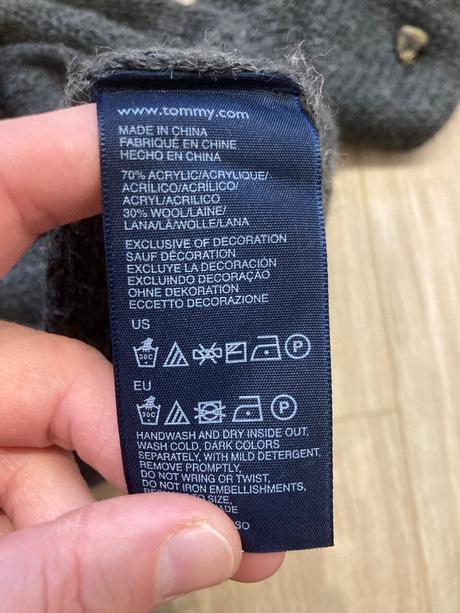 www.tommy.com
MADE IN CHINA
FABRIQUÉ EN CHINE
HECHO EN CHINA
70% ACRYLIC/ACRYLIQUE/
ACRÍLICO/ACRÍLICO/
ACRYL/ACRILICO
30% WOOL/LAINE/
LANA/LÃ/WOLLE/LANA
EXCLUSIVE OF DECORATION
SAUF DÉCORATION
EXCLUYE LA DECORACIÓN
EXCLUINDO DECORAÇÃO
OHNE DEKORATION
ECCETTO DECORAZIONE
US
30C P
EU
P
HANDWASH AND DRY INSIDE OUT,
WASH COLD, DARK COLORS
SEPARATELY, WITH MILD DETERGENT,
REMOVE PROMPTLY,
DO NOT WRING OR TWIST,
DO NOT IRON EMBELLISHMENTS,
SIZE,